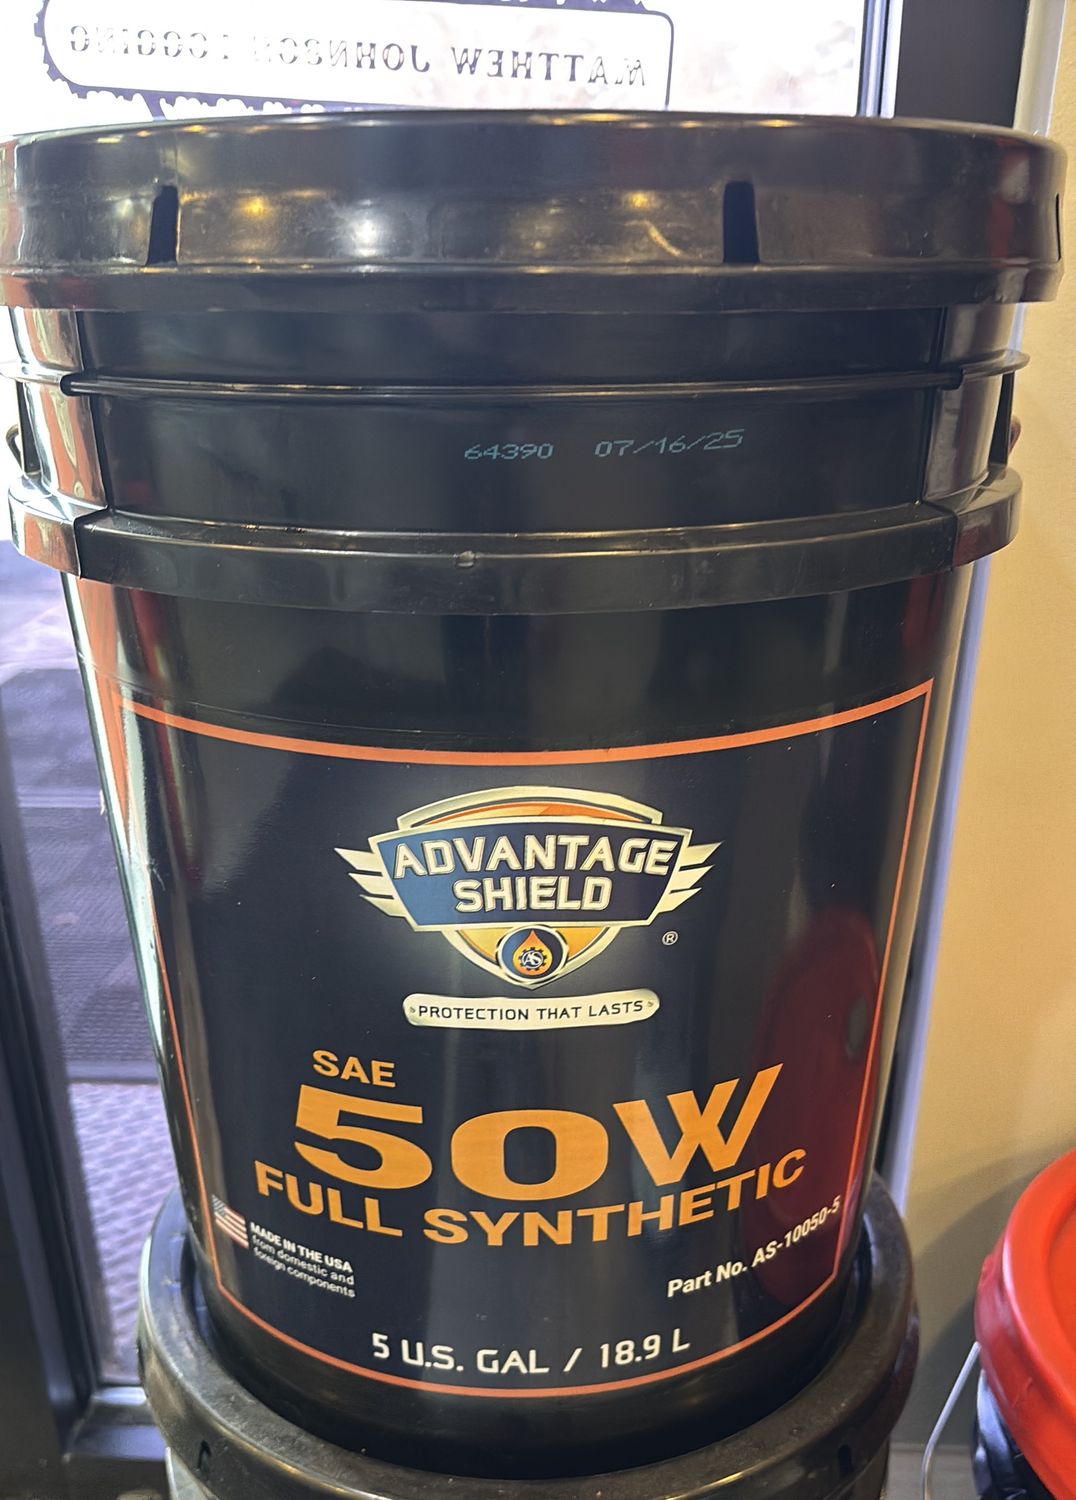 MATTHEW JOHNSON LOGGING
64390 07/16/25
ADVANTAGE
SHIELD
AS
®
PROTECTION THAT LASTS
SAE
50W
FULL SYNTHETIC
MADE IN THE USA
from domestic and
foreign components
Part No. AS-10050-5
5 U.S. GAL / 18.9 L